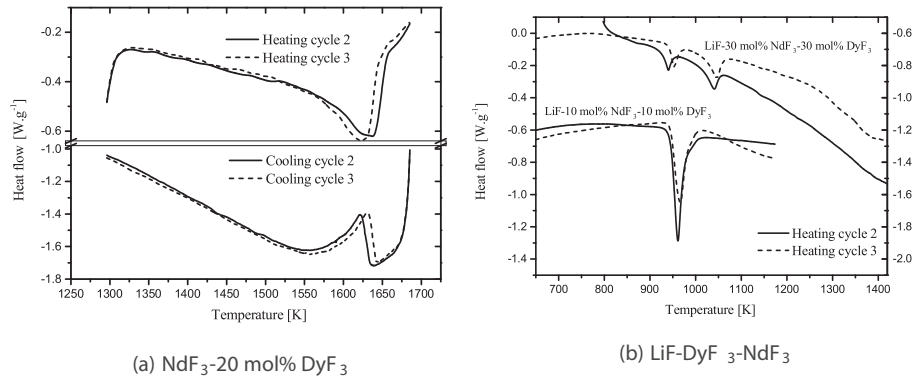 -0.2
-0.4
-0.6
-1.0
-1.2
-1.4
-1.6
-1.8
Heat flow [W.g⁻¹]
Heating cycle 2
Heating cycle 3
Cooling cycle 2
Cooling cycle 3
1250 1300 1350 1400 1450 1500 1550 1600 1650 1700
Temperature [K]
(a) NdF₃-20 mol% DyF₃
0.0
-0.2
-0.4
-0.6
-0.8
-1.0
-1.2
-1.4
Heat flow [W.g⁻¹]
LiF-30 mol% NdF₃-30 mol% DyF₃
LiF-10 mol% NdF₃-10 mol% DyF₃
Heating cycle 2
Heating cycle 3
-0.6
-0.8
-1.0
-1.2
-1.4
-1.6
-1.8
-2.0
Heat flow [W.g⁻¹]
700 800 900 1000 1100 1200 1300 1400
Temperature [K]
(b) LiF-DyF ₃-NdF₃